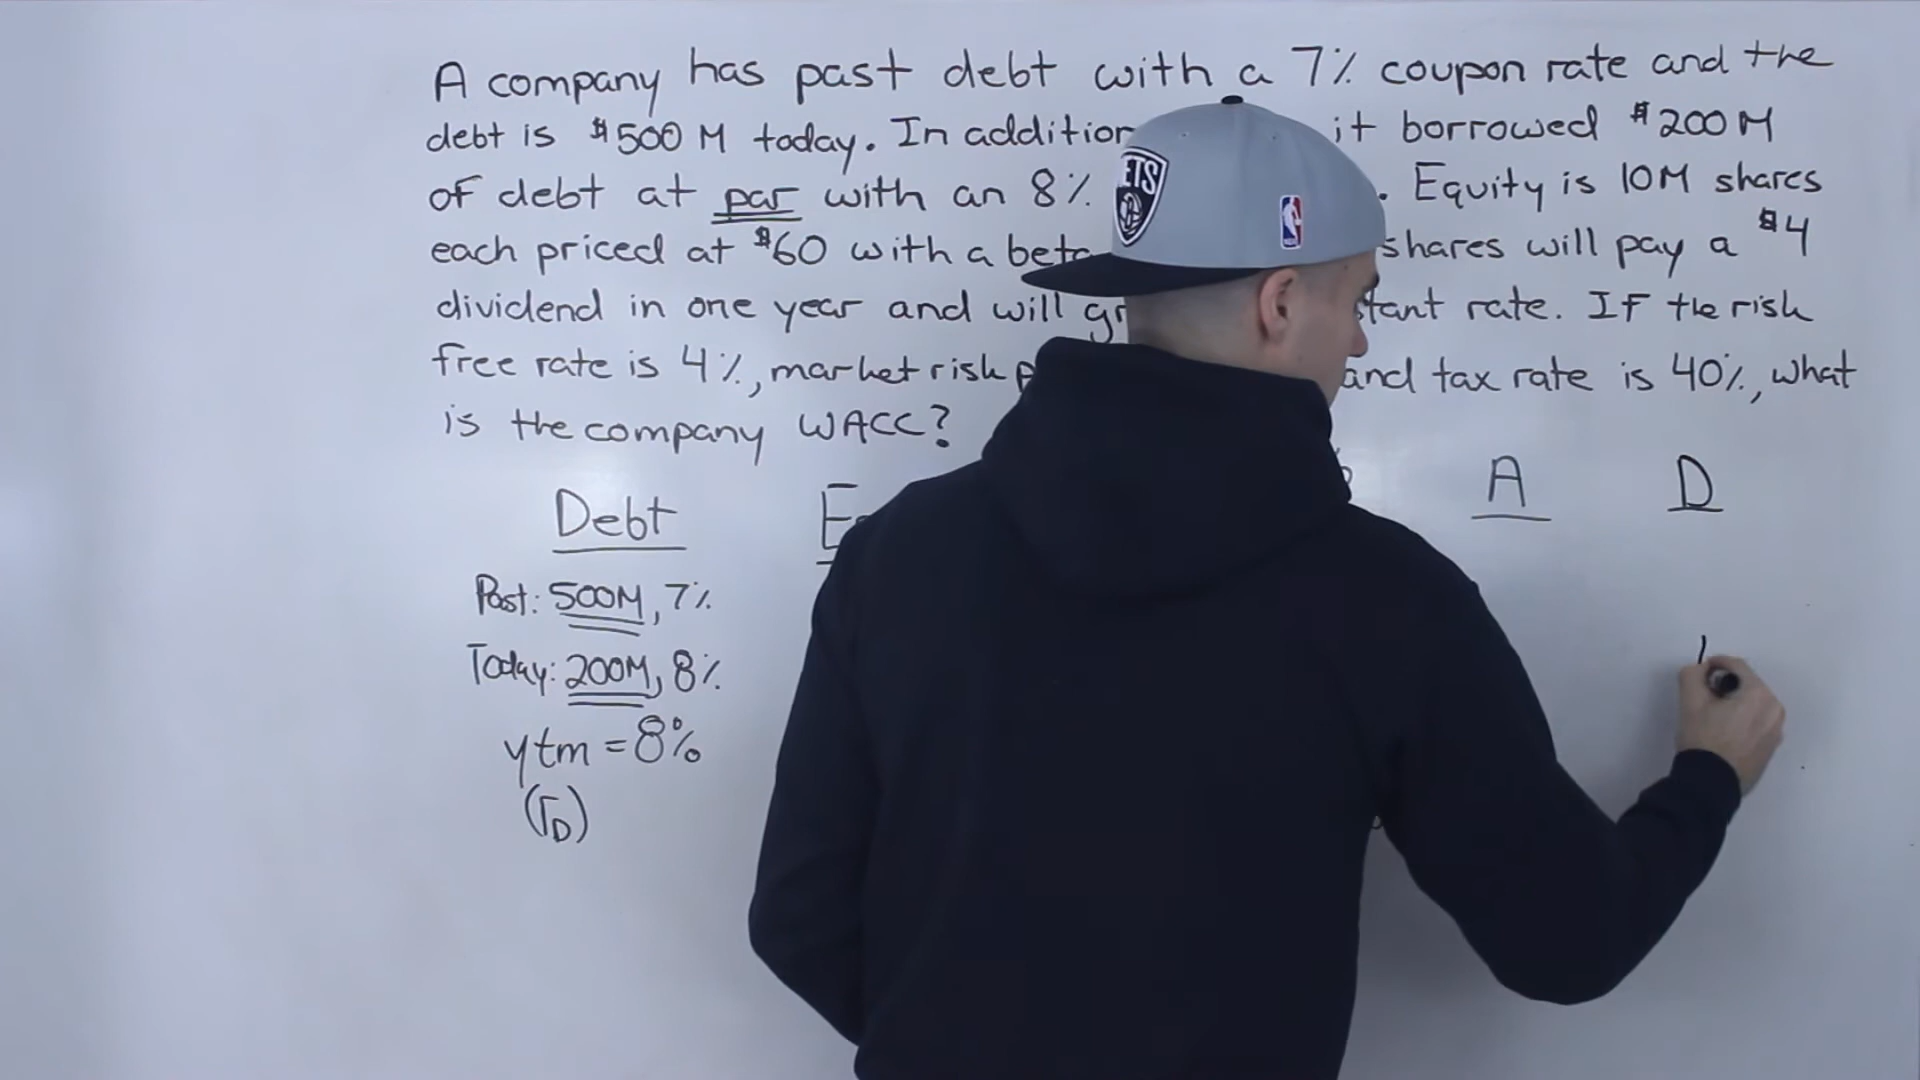 A company has past debt with a 7% coupon rate and the
debt is $500M today. In addition it borrowed $200M
of debt at par with an 8% . Equity is 10M shares
each priced at $60 with a beta shares will pay a $4
dividend in one year and will rate. If the risk
free rate is 4%, market risk and tax rate is 40%, what
is the company WACC?
Debt A D
Past: 500M, 7%
Today: 200M, 8%
ytm = 8%
(rD)
ETS
B